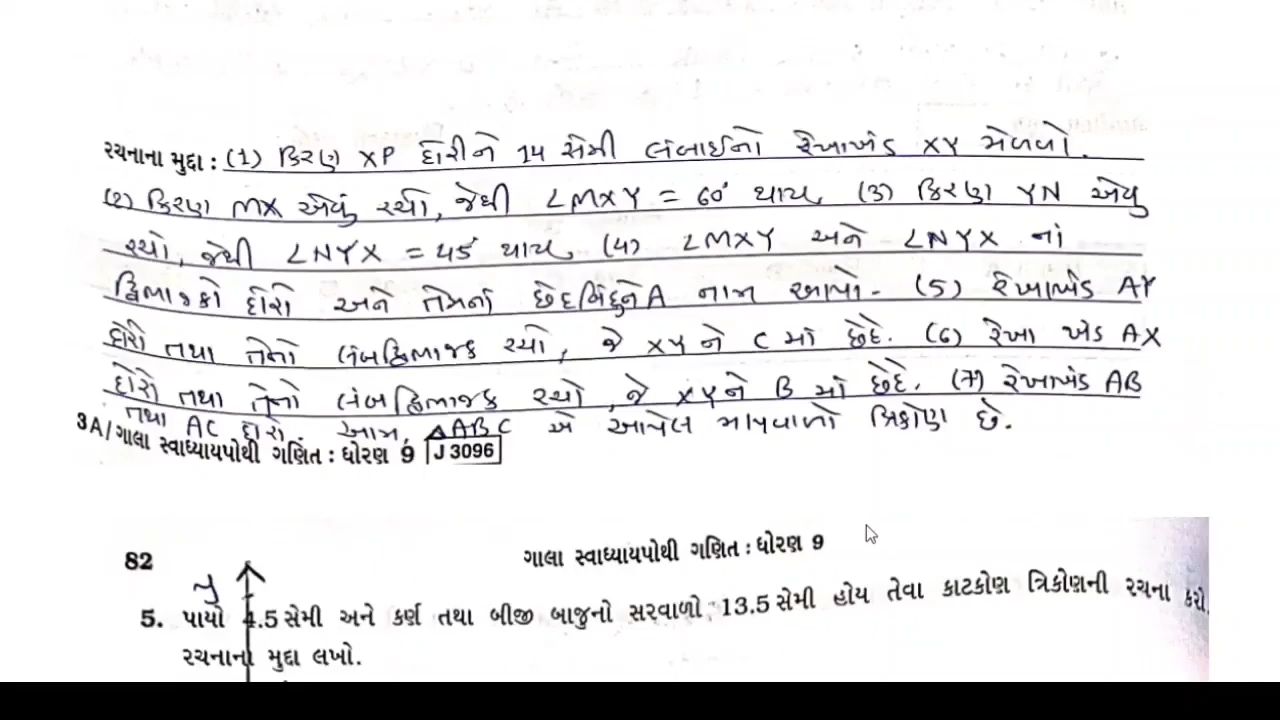 રચનાના મુદ્દા : (1) કિરણ XP દોરીને 14 સેમી લંબાઈનો રેખાખંડ XY મેળવો.
(૨) કિરણ MX એવું રચો, જેથી ∠MXY = 60° થાય, (૩) કિરણ YN એવું
રચો, જેથી ∠NYX = 45° થાય, (૫) ∠MXY અને ∠NYX નાં
દ્વિભાજકો દોરો અને તેમનાં છેદબિંદુને A નામ આપો. (5) રેખાખંડ AY
દોરો તથા તેનો લંબદ્વિભાજક રચો, જે XY ને C માં છેદે. (6) રેખા ખંડ AX
દોરો તથા તેનો લંબદ્વિભાજક રચો, જે XY ને B માં છેદે. (7) રેખાખંડ AB
તથા AC દોરો. આમ, △ABC એ આપેલ માપવાળો ત્રિકોણ છે.
3A/ગાલા સ્વાધ્યાયપોથી ગણિત : ધોરણ 9 J 3096
82 ગાલા સ્વાધ્યાયપોથી ગણિત : ધોરણ 9
5. પાયો 4.5 સેમી અને કર્ણ તથા બીજી બાજુનો સરવાળો 13.5 સેમી હોય તેવા કાટકોણ ત્રિકોણની રચના કરો.
રચનાના મુદ્દા લખો.